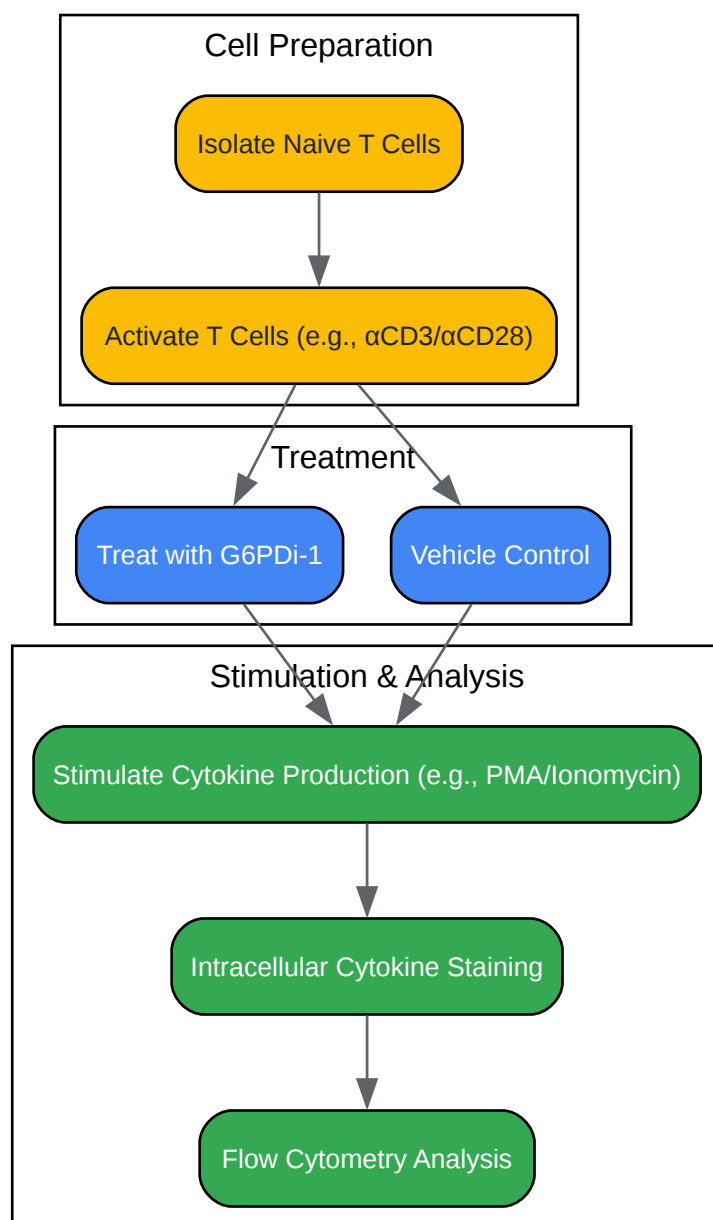 Cell Preparation
Isolate Naive T Cells
Activate T Cells (e.g., αCD3/αCD28)
Treatment
Treat with G6PDi-1
Vehicle Control
Stimulation & Analysis
Stimulate Cytokine Production (e.g., PMA/Ionomycin)
Intracellular Cytokine Staining
Flow Cytometry Analysis